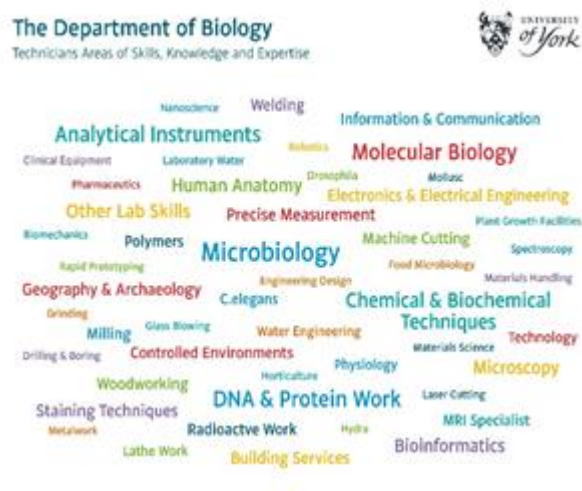 The Department of Biology
Technicians Areas of Skills, Knowledge and Expertise
UNIVERSITY
of York
Nanoscience
Welding
Information & Communication
Analytical Instruments
Robotics
Molecular Biology
Clinical Equipment
Laboratory Water
Drosophila
Mollusc
Pharmaceutics
Human Anatomy
Electronics & Electrical Engineering
Other Lab Skills
Precise Measurement
Plant Growth Facilities
Biomechanics
Polymers
Microbiology
Machine Cutting
Spectroscopy
Rapid Prototyping
Food Microbiology
Materials Handling
Engineering Design
Geography & Archaeology
C.elegans
Chemical & Biochemical
Techniques
Grinding
Milling
Glass Blowing
Water Engineering
Technology
Drilling & Boring
Controlled Environments
Materials Science
Physiology
Microscopy
Horticulture
Woodworking
DNA & Protein Work
Laser Cutting
Staining Techniques
MRI Specialist
Metalwork
Radioactve Work
Hydra
Bioinformatics
Lathe Work
Building Services